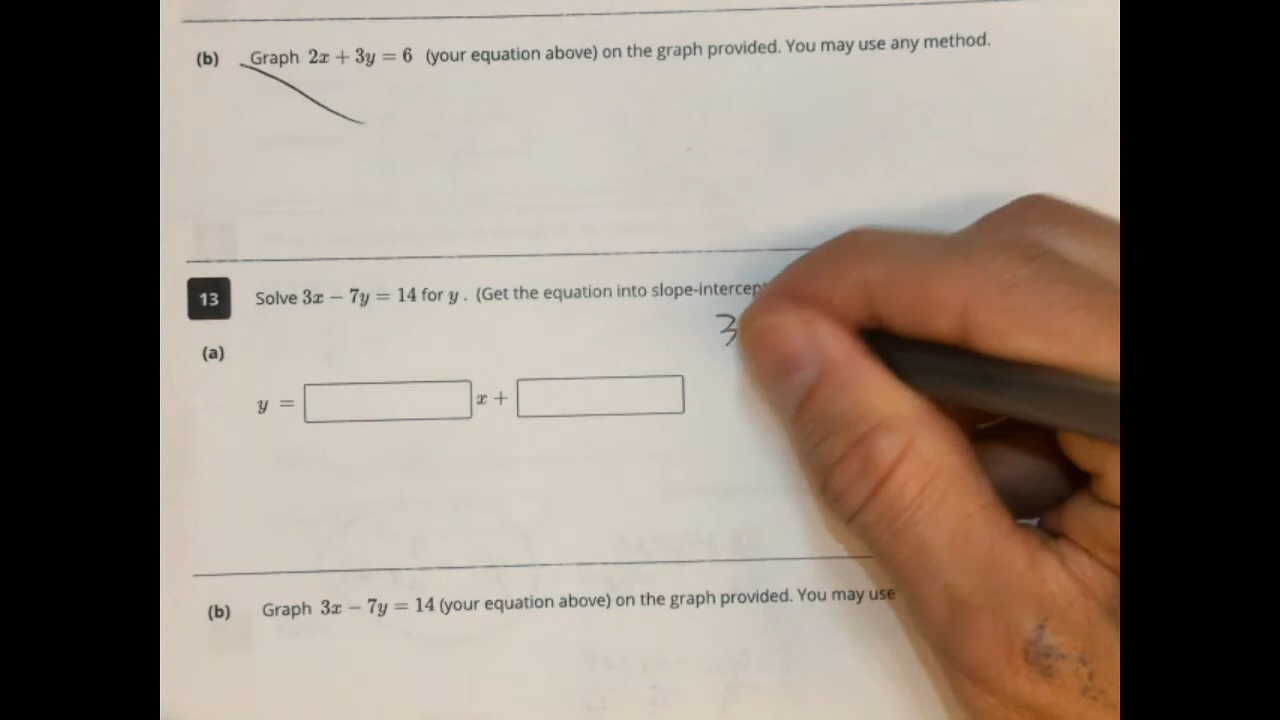 (b) Graph 2x + 3y = 6 (your equation above) on the graph provided. You may use any method.
13 Solve 3x − 7y = 14 for y . (Get the equation into slope-intercept
3
(a)
y = x +
(b) Graph 3x − 7y = 14 (your equation above) on the graph provided. You may use